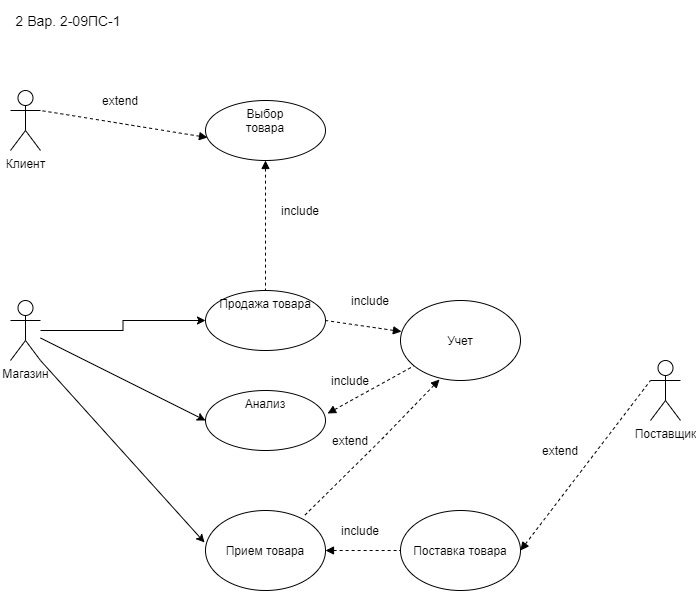 2 Вар. 2-09ПС-1
extend
Выбор
товара
Клиент
include
Продажа товара
include
Учет
Магазин
include
Анализ
extend
Поставщик
extend
include
Прием товара
Поставка товара